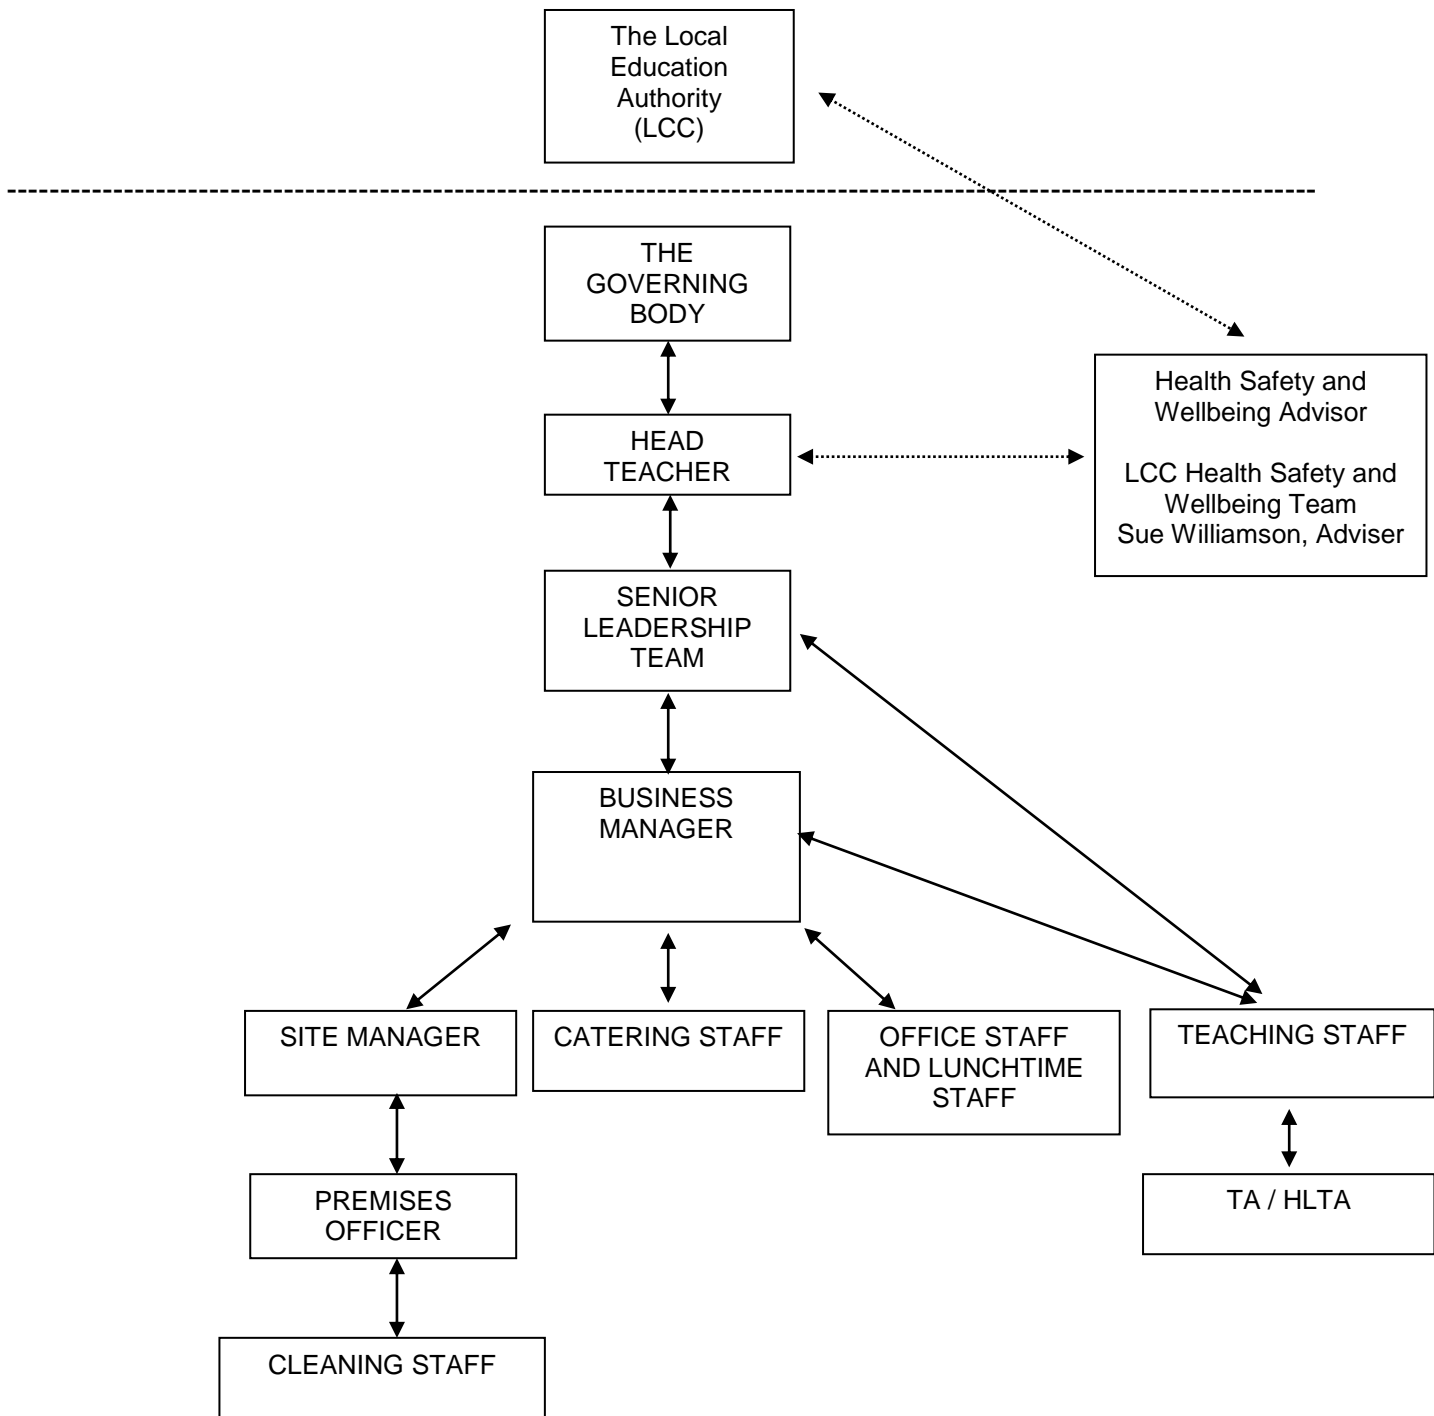 The Local
Education
Authority
(LCC)
THE
GOVERNING
BODY
Health Safety and
Wellbeing Advisor
LCC Health Safety and
Wellbeing Team
Sue Williamson, Adviser
HEAD
TEACHER
SENIOR
LEADERSHIP
TEAM
BUSINESS
MANAGER
SITE MANAGER
CATERING STAFF
OFFICE STAFF
AND LUNCHTIME
STAFF
TEACHING STAFF
PREMISES
OFFICER
TA / HLTA
CLEANING STAFF